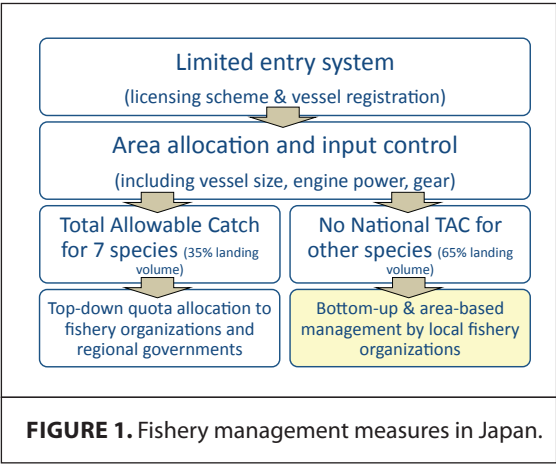 Limited entry system
(licensing scheme & vessel registration)
Area allocation and input control
(including vessel size, engine power, gear)
Total Allowable Catch
for 7 species (35% landing
volume)
No National TAC for
other species (65% landing
volume)
Top-down quota allocation to
fishery organizations and
regional governments
Bottom-up & area-based
management by local fishery
organizations
FIGURE 1. Fishery management measures in Japan.